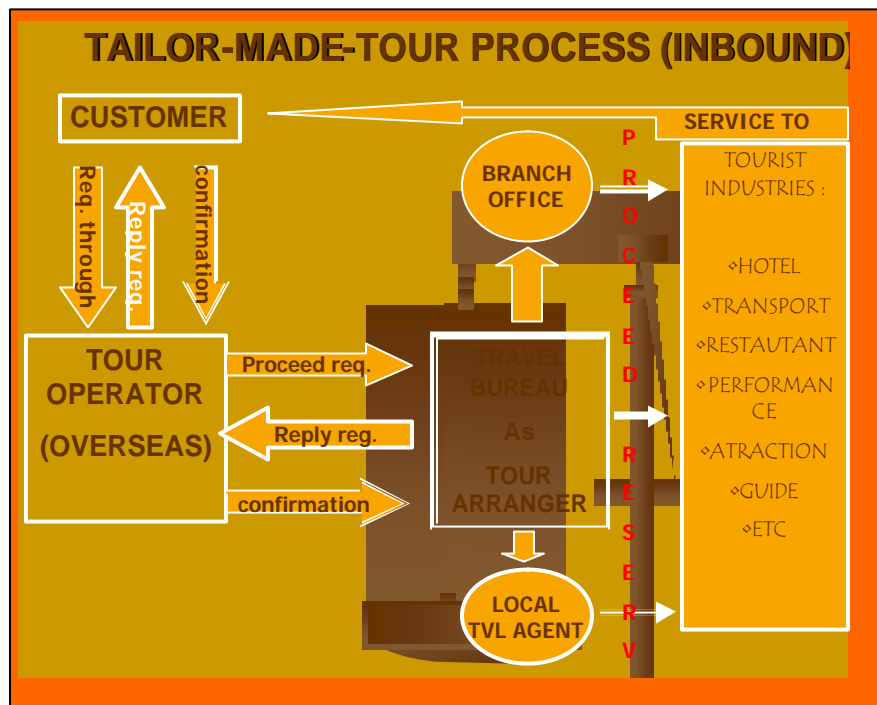 TAILOR-MADE-TOUR PROCESS (INBOUND)
CUSTOMER
SERVICE TO
Req. through
Reply req.
confirmation
BRANCH
OFFICE
PROCEED RESERV
TOURIST
INDUSTRIES :
⬥HOTEL
⬥TRANSPORT
⬥RESTAUTANT
⬥PERFORMAN
CE
⬥ATRACTION
⬥GUIDE
⬥ETC
TOUR
OPERATOR
(OVERSEAS)
Proceed req.
Reply reg.
confirmation
TRAVEL
BUREAU
As
TOUR
ARRANGER
LOCAL
TVL AGENT